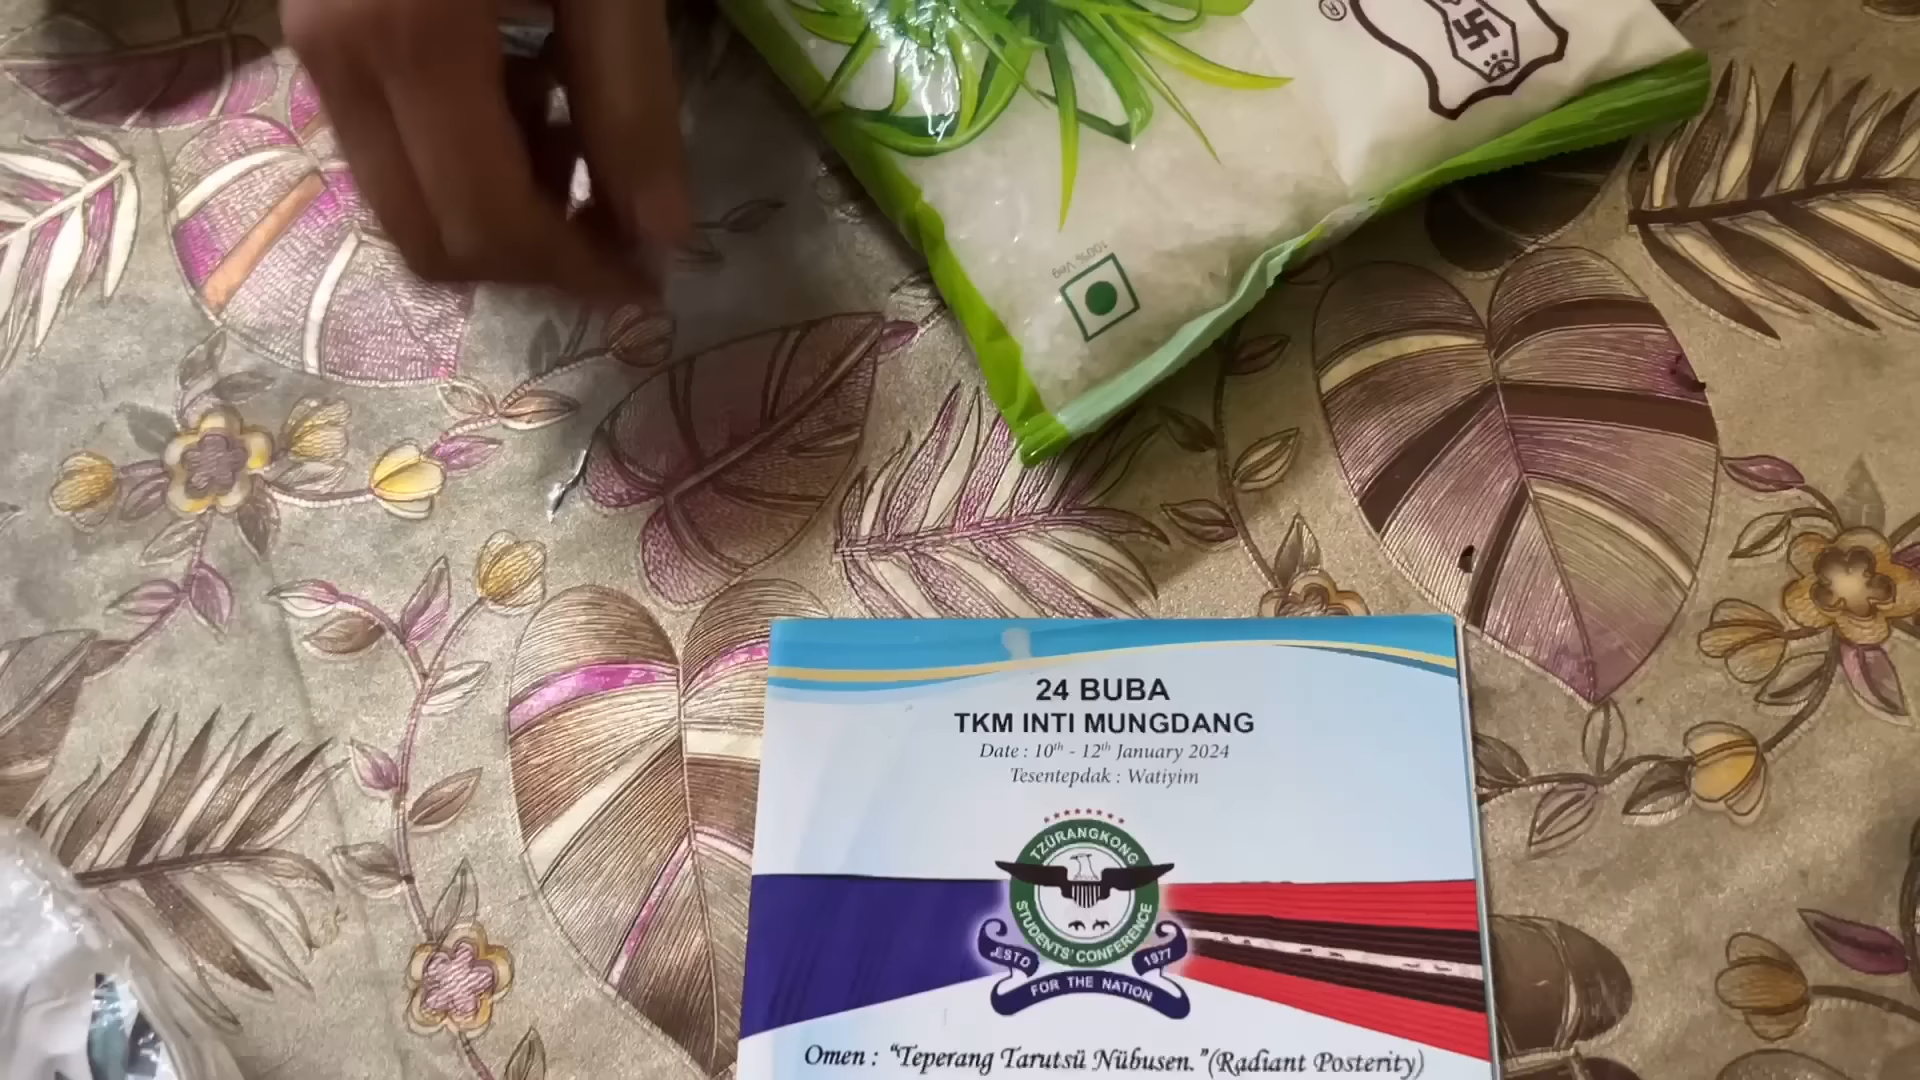 ®
100% Veg
24 BUBA
TKM INTI MUNGDANG
Date : 10th - 12th January 2024
Tesentepdak : Watiyim
TZÜRANGKONG
STUDENTS' CONFERENCE
ESTD 1977
FOR THE NATION
Omen : “Teperang Tarutsü Nübusen.”(Radiant Posterity)